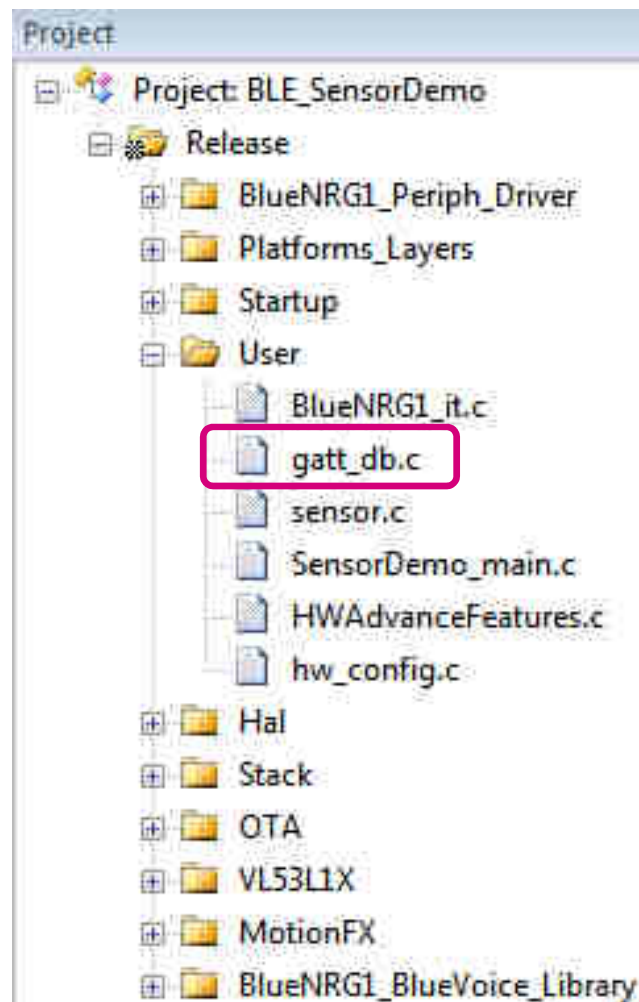 Project
Project: BLE_SensorDemo
Release
BlueNRG1_Periph_Driver
Platforms_Layers
Startup
User
BlueNRG1_it.c
gatt_db.c
sensor.c
SensorDemo_main.c
HWAdvanceFeatures.c
hw_config.c
Hal
Stack
OTA
VL53L1X
MotionFX
BlueNRG1_BlueVoice_Library